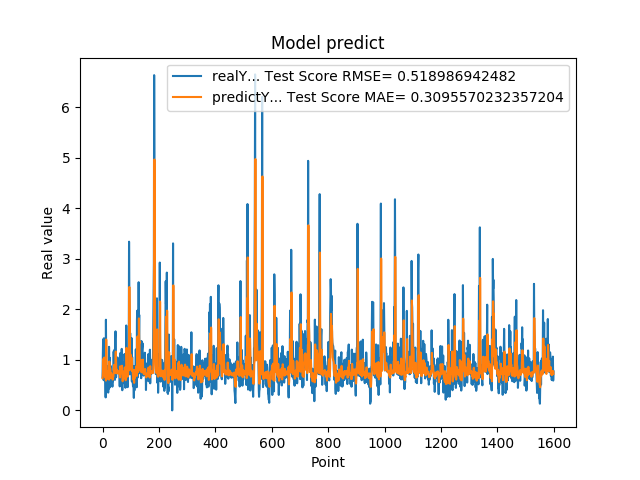 Model predict
realY... Test Score RMSE= 0.518986942482
predictY... Test Score MAE= 0.3095570232357204
Real value
6
5
4
3
2
1
0
0 200 400 600 800 1000 1200 1400 1600
Point